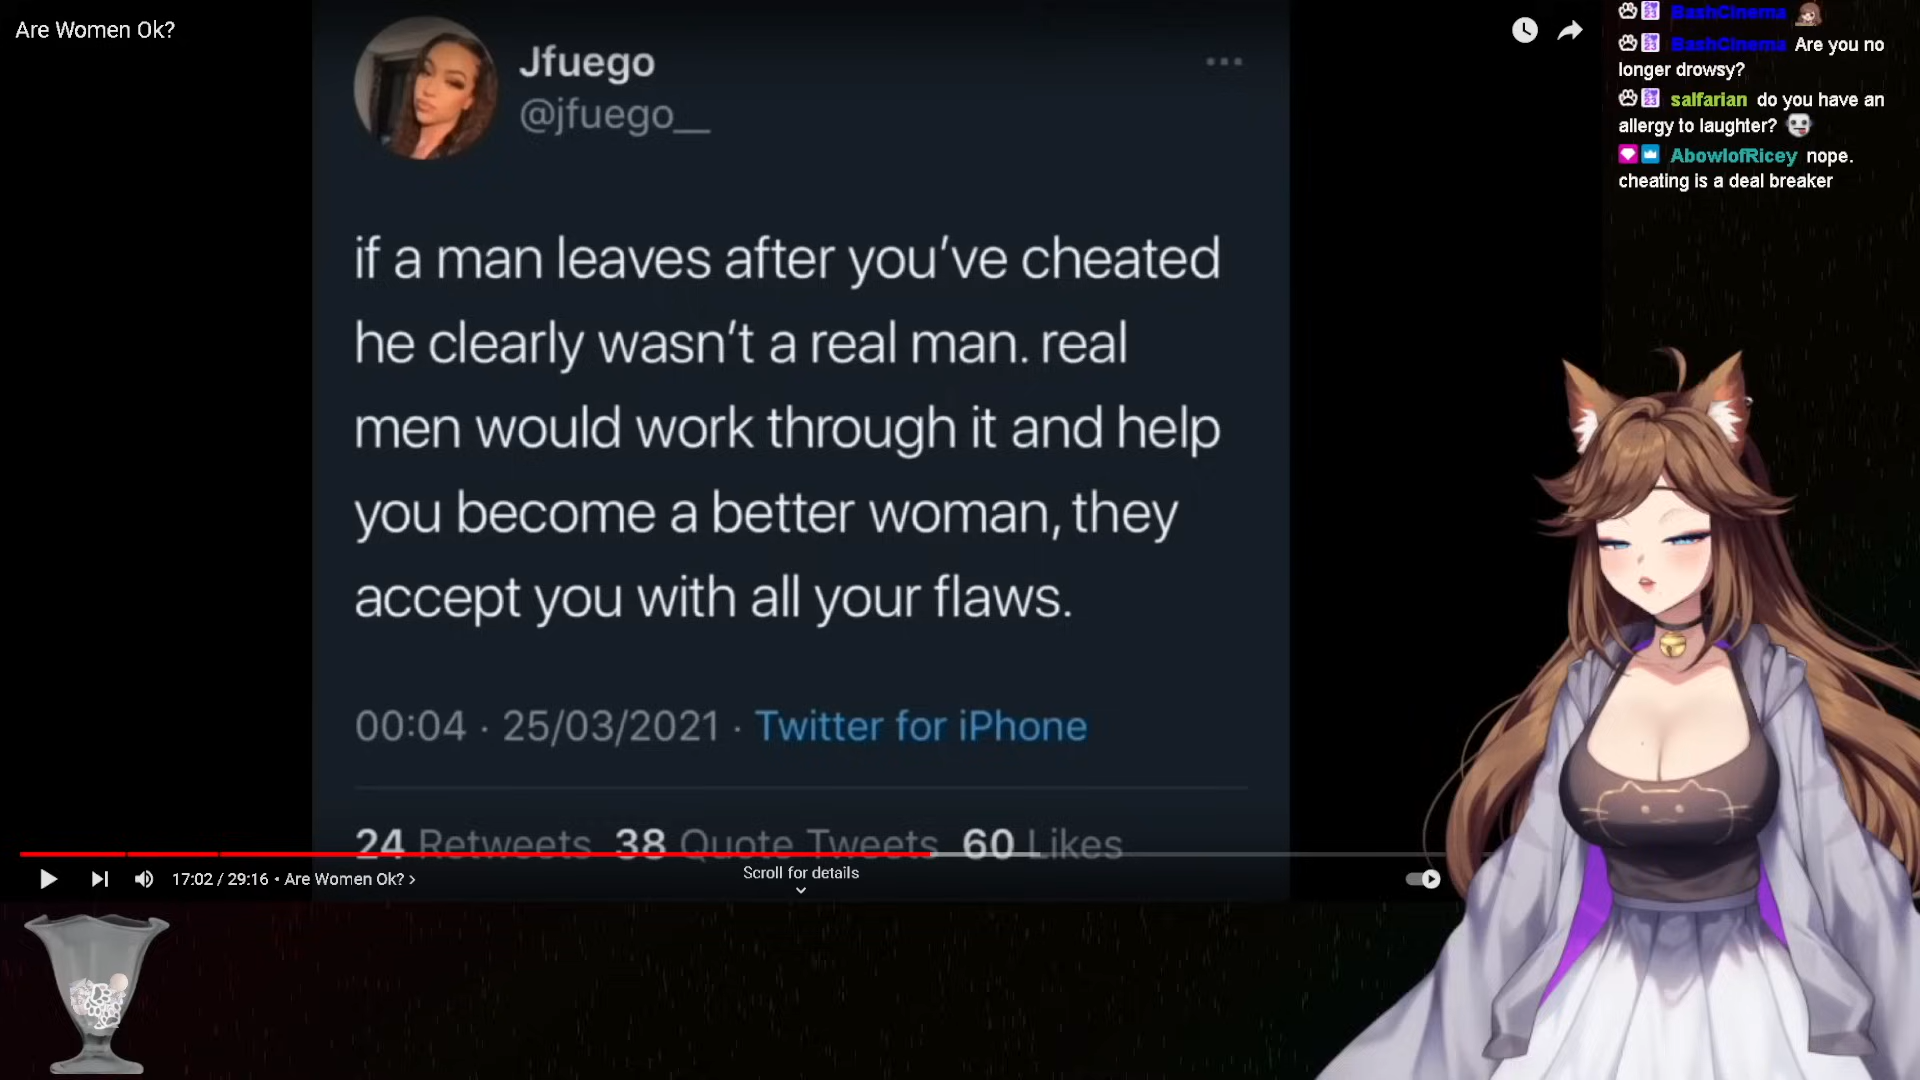 Are Women Ok?
Jfuego
@jfuego__
if a man leaves after you've cheated
he clearly wasn't a real man. real
men would work through it and help
you become a better woman, they
accept you with all your flaws.
00:04 · 25/03/2021 · Twitter for iPhone
24 Retweets 38 Quote Tweets 60 Likes
17:02 / 29:16 • Are Women Ok? ›
Scroll for details
BashCinema
BashCinema Are you no
longer drowsy?
salfarian do you have an
allergy to laughter?
AbowlofRicey nope.
cheating is a deal breaker